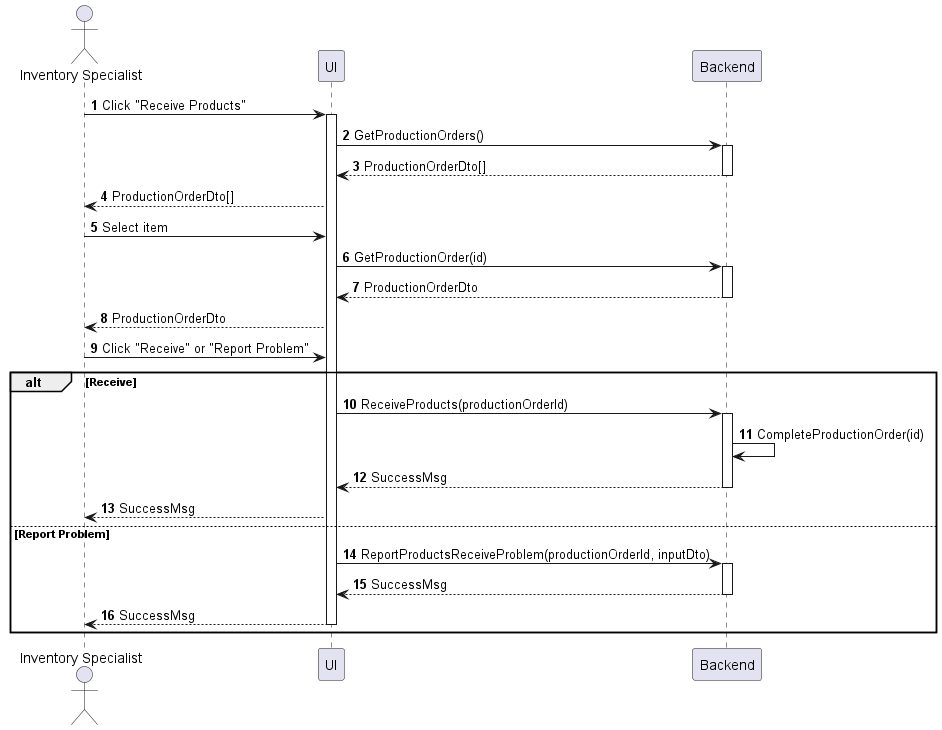 Inventory Specialist
UI
Backend
1 Click "Receive Products"
2 GetProductionOrders()
3 ProductionOrderDto[]
4 ProductionOrderDto[]
5 Select item
6 GetProductionOrder(id)
7 ProductionOrderDto
8 ProductionOrderDto
9 Click "Receive" or "Report Problem"
alt
[Receive]
10 ReceiveProducts(productionOrderId)
11 CompleteProductionOrder(id)
12 SuccessMsg
13 SuccessMsg
[Report Problem]
14 ReportProductsReceiveProblem(productionOrderId, inputDto)
15 SuccessMsg
16 SuccessMsg
Inventory Specialist
UI
Backend